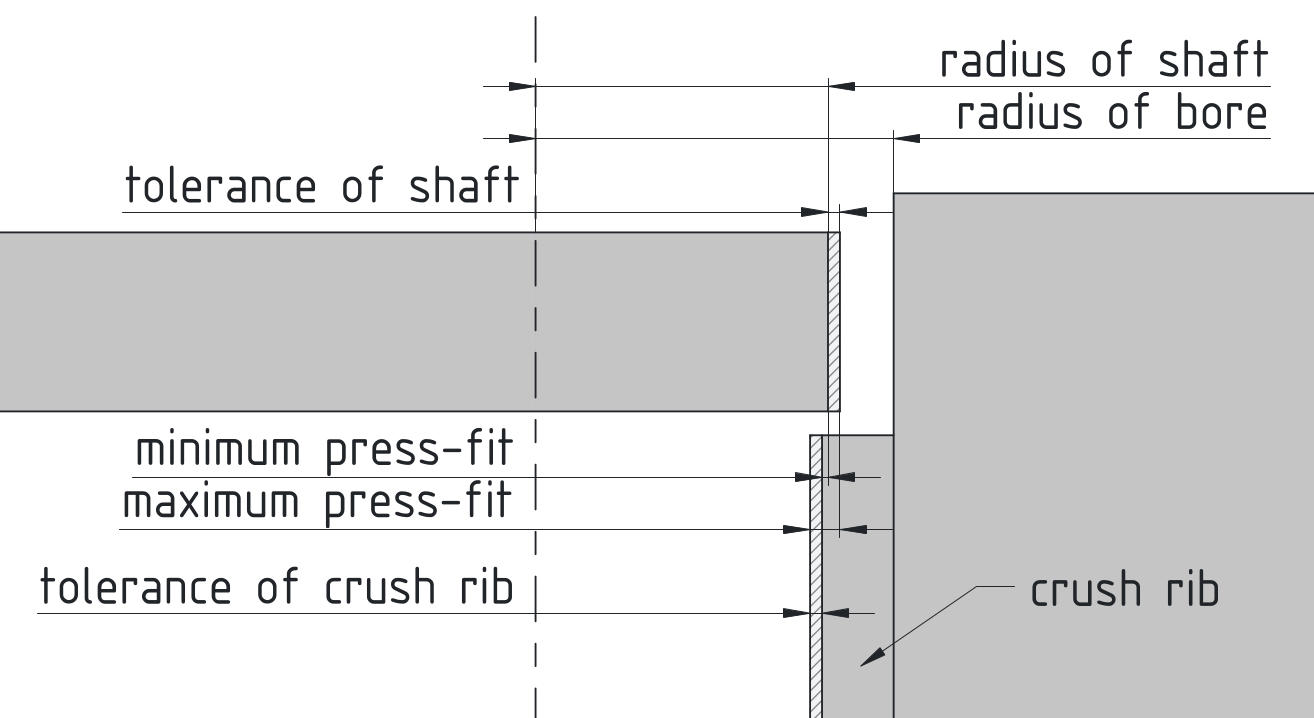 radius of shaft
radius of bore
tolerance of shaft
minimum press-fit
maximum press-fit
tolerance of crush rib
crush rib